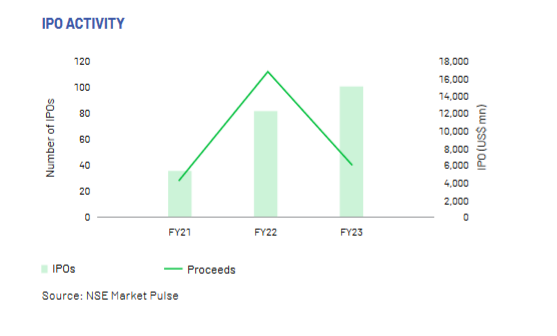 IPO ACTIVITY
120
100
80
60
40
20
0
Number of IPOs
18,000
16,000
14,000
12,000
10,000
8,000
6,000
4,000
2,000
0
IPO (US$ mn)
FY21 FY22 FY23
IPOs Proceeds
Source: NSE Market Pulse